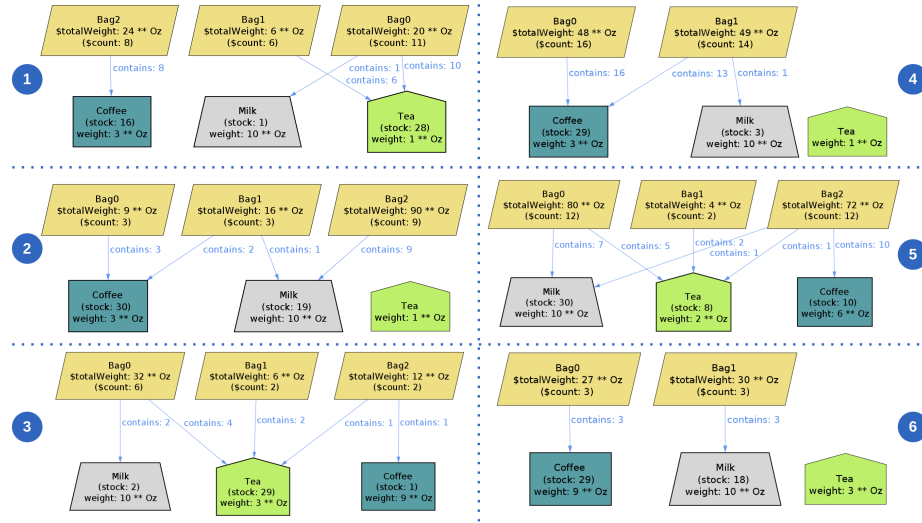 1
Bag2
$totalWeight: 24 ** Oz
($count: 8)
Bag1
$totalWeight: 6 ** Oz
($count: 6)
Bag0
$totalWeight: 20 ** Oz
($count: 11)
contains: 8
contains: 1
contains: 10
contains: 6
Coffee
(stock: 16)
weight: 3 ** Oz
Milk
(stock: 1)
weight: 10 ** Oz
Tea
(stock: 28)
weight: 1 ** Oz
2
Bag0
$totalWeight: 9 ** Oz
($count: 3)
Bag1
$totalWeight: 16 ** Oz
($count: 3)
Bag2
$totalWeight: 90 ** Oz
($count: 9)
contains: 3
contains: 2
contains: 1
contains: 9
Coffee
(stock: 30)
weight: 3 ** Oz
Milk
(stock: 19)
weight: 10 ** Oz
Tea
weight: 1 ** Oz
3
Bag0
$totalWeight: 32 ** Oz
($count: 6)
Bag1
$totalWeight: 6 ** Oz
($count: 2)
Bag2
$totalWeight: 12 ** Oz
($count: 2)
contains: 2
contains: 4
contains: 2
contains: 1
contains: 1
Milk
(stock: 2)
weight: 10 ** Oz
Tea
(stock: 29)
weight: 3 ** Oz
Coffee
(stock: 1)
weight: 9 ** Oz
4
Bag0
$totalWeight: 48 ** Oz
($count: 16)
Bag1
$totalWeight: 49 ** Oz
($count: 14)
contains: 16
contains: 13
contains: 1
Coffee
(stock: 29)
weight: 3 ** Oz
Milk
(stock: 3)
weight: 10 ** Oz
Tea
weight: 1 ** Oz
5
Bag0
$totalWeight: 80 ** Oz
($count: 12)
Bag1
$totalWeight: 4 ** Oz
($count: 2)
Bag2
$totalWeight: 72 ** Oz
($count: 12)
contains: 7
contains: 5
contains: 2
contains: 1
contains: 1
contains: 10
Milk
(stock: 30)
weight: 10 ** Oz
Tea
(stock: 8)
weight: 2 ** Oz
Coffee
(stock: 10)
weight: 6 ** Oz
6
Bag0
$totalWeight: 27 ** Oz
($count: 3)
Bag1
$totalWeight: 30 ** Oz
($count: 3)
contains: 3
contains: 3
Coffee
(stock: 29)
weight: 9 ** Oz
Milk
(stock: 18)
weight: 10 ** Oz
Tea
weight: 3 ** Oz